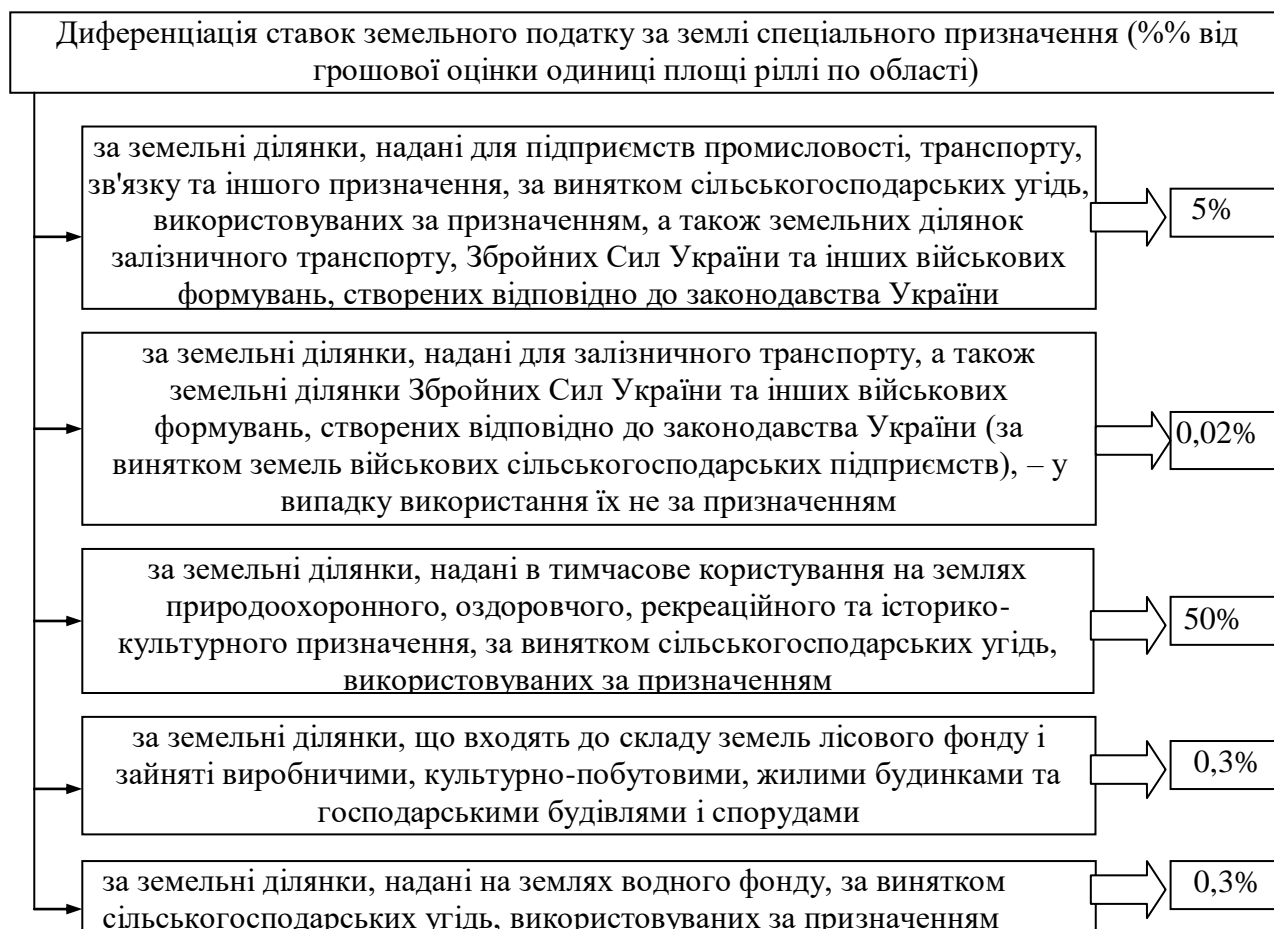 Диференціація ставок земельного податку за землі спеціального призначення (%% від
грошової оцінки одиниці площі ріллі по області)
за земельні ділянки, надані для підприємств промисловості, транспорту,
зв'язку та іншого призначення, за винятком сільськогосподарських угідь,
використовуваних за призначенням, а також земельних ділянок
залізничного транспорту, Збройних Сил України та інших військових
формувань, створених відповідно до законодавства України
5%
за земельні ділянки, надані для залізничного транспорту, а також
земельні ділянки Збройних Сил України та інших військових
формувань, створених відповідно до законодавства України (за
винятком земель військових сільськогосподарських підприємств), – у
випадку використання їх не за призначенням
0,02%
за земельні ділянки, надані в тимчасове користування на землях
природоохоронного, оздоровчого, рекреаційного та історико-
культурного призначення, за винятком сільськогосподарських угідь,
використовуваних за призначенням
50%
за земельні ділянки, що входять до складу земель лісового фонду і
зайняті виробничими, культурно-побутовими, жилими будинками та
господарськими будівлями і спорудами
0,3%
за земельні ділянки, надані на землях водного фонду, за винятком
сільськогосподарських угідь, використовуваних за призначенням
0,3%